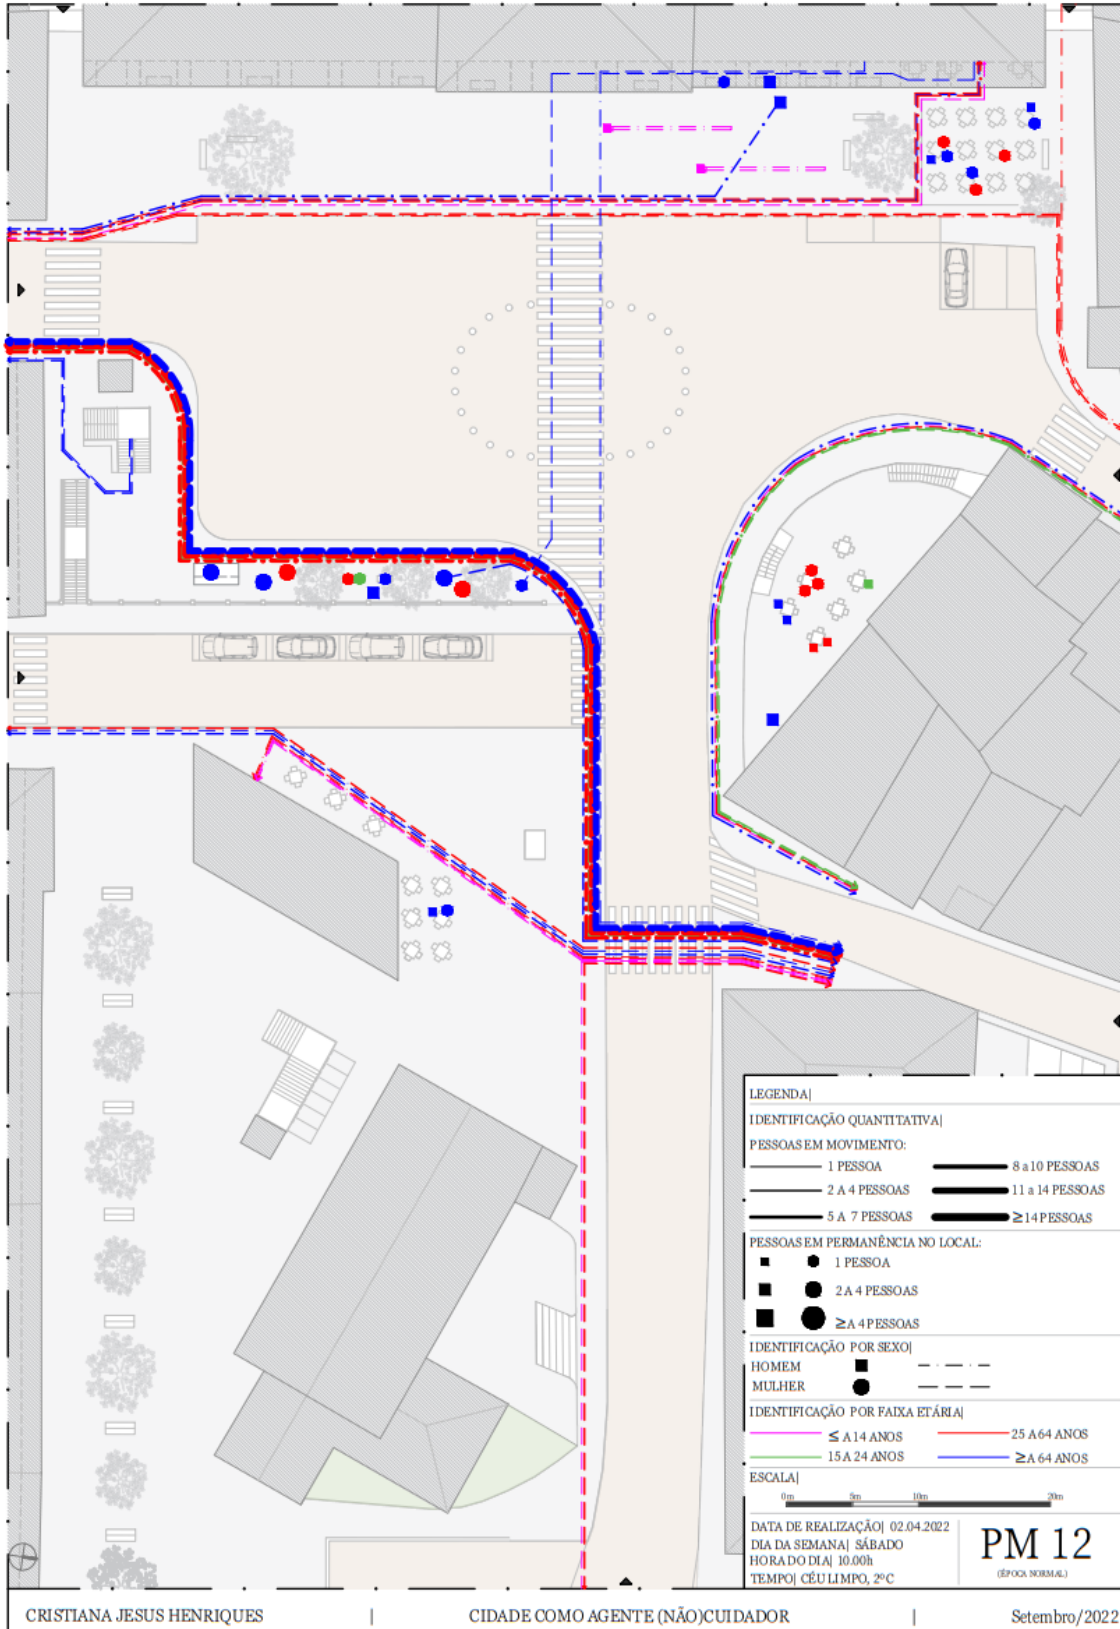 LEGENDA|
IDENTIFICAÇÃO QUANTITATIVA|
PESSOAS EM MOVIMENTO:
1 PESSOA 8 a 10 PESSOAS
2 A 4 PESSOAS 11 a 14 PESSOAS
5 A 7 PESSOAS ≥14 PESSOAS
PESSOAS EM PERMANÊNCIA NO LOCAL:
1 PESSOA
2 A 4 PESSOAS
≥ A 4 PESSOAS
IDENTIFICAÇÃO POR SEXO|
HOMEM
MULHER
IDENTIFICAÇÃO POR FAIXA ETÁRIA|
≤ A 14 ANOS 25 A 64 ANOS
15 A 24 ANOS ≥ A 64 ANOS
ESCALA|
0m 5m 10m 20m
DATA DE REALIZAÇÃO| 02.04.2022
DIA DA SEMANA| SÁBADO
HORA DO DIA| 10.00h
TEMPO| CÉU LIMPO, 2ºC
PM 12
(ÉPOCA NORMAL)
CRISTIANA JESUS HENRIQUES | CIDADE COMO AGENTE (NÃO)CUIDADOR | Setembro/2022